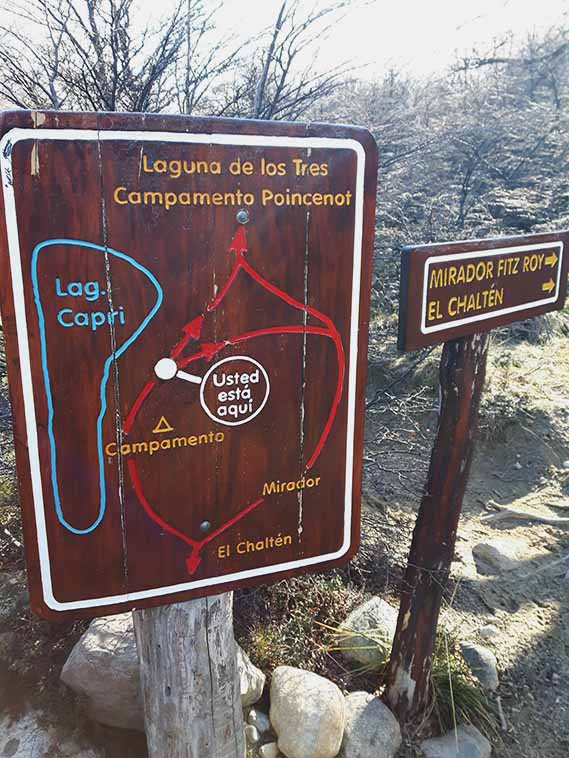 Laguna de los Tres
Campamento Poincenot
Lag.
Capri
Usted
está
aquí
Campamento
Mirador
El Chaltén
MIRADOR FITZ ROY
EL CHALTÉN